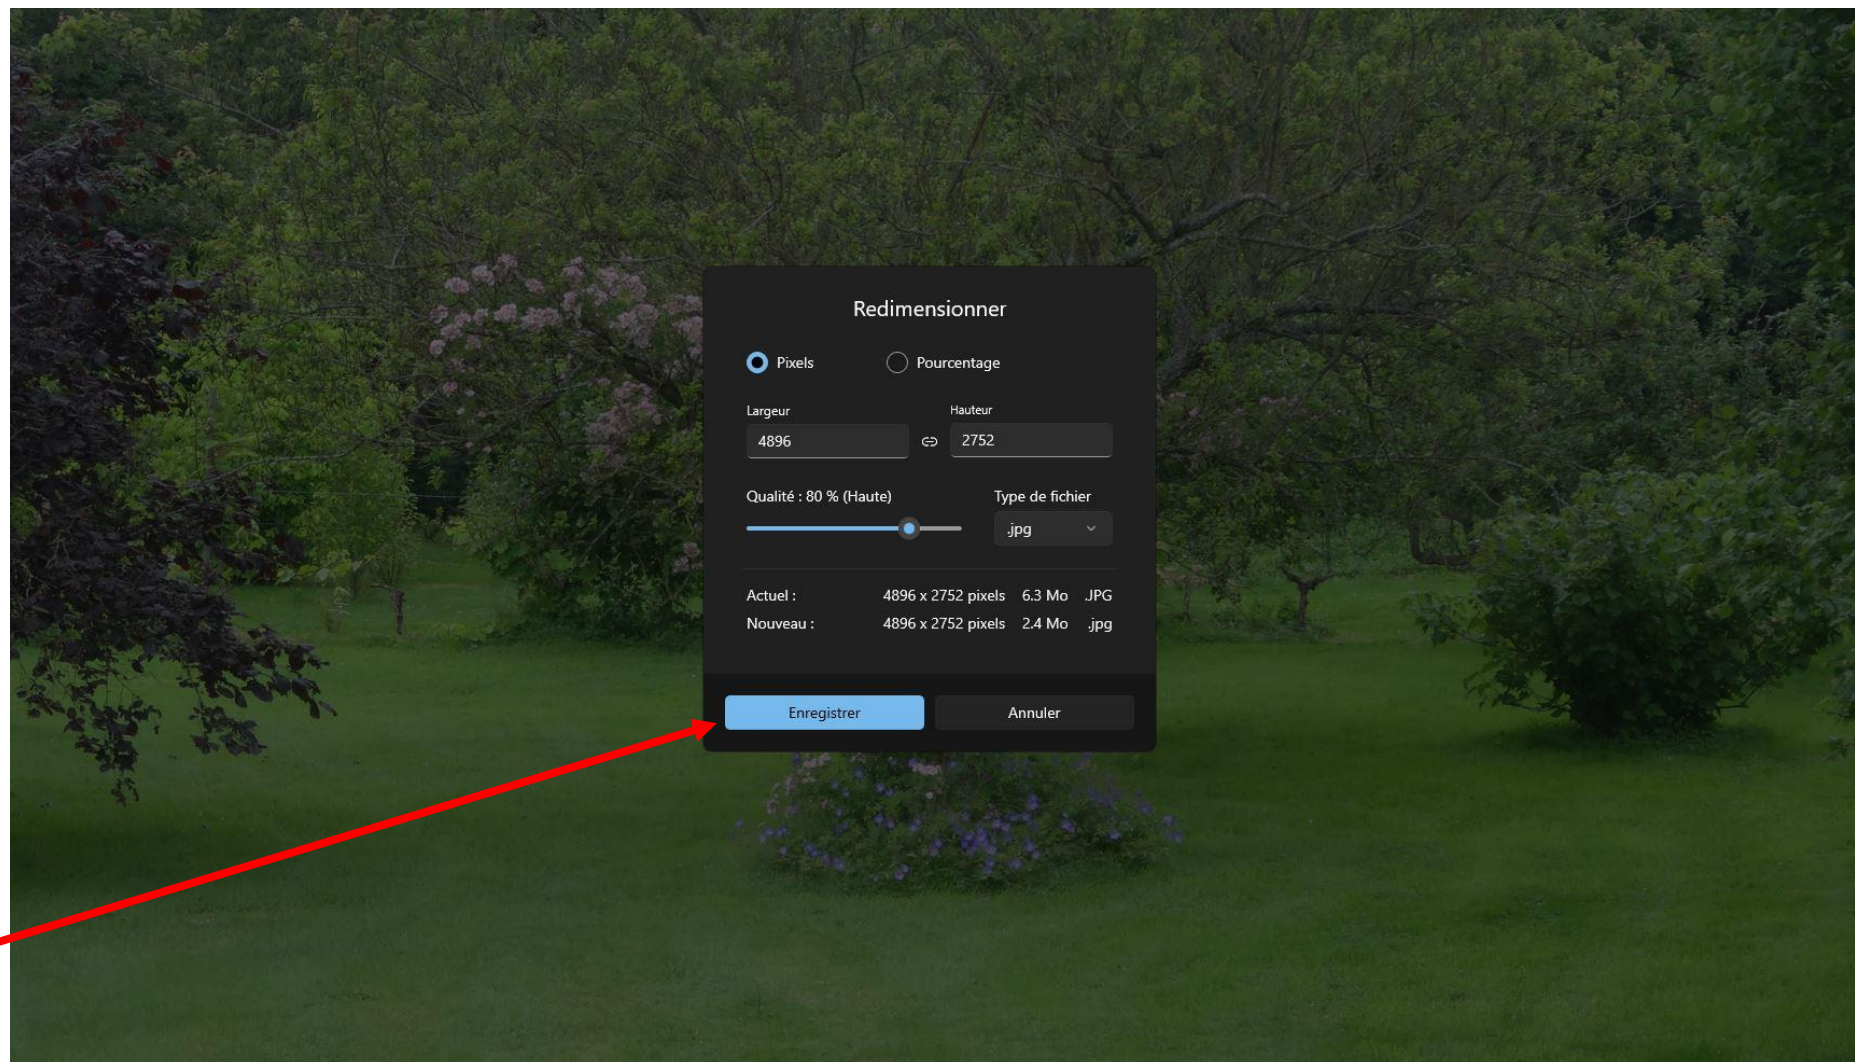 Redimensionner
Pixels Pourcentage
Largeur Hauteur
4896 2752
Qualité : 80 % (Haute) Type de fichier
.jpg
Actuel : 4896 x 2752 pixels 6.3 Mo .JPG
Nouveau : 4896 x 2752 pixels 2.4 Mo .jpg
Enregistrer Annuler